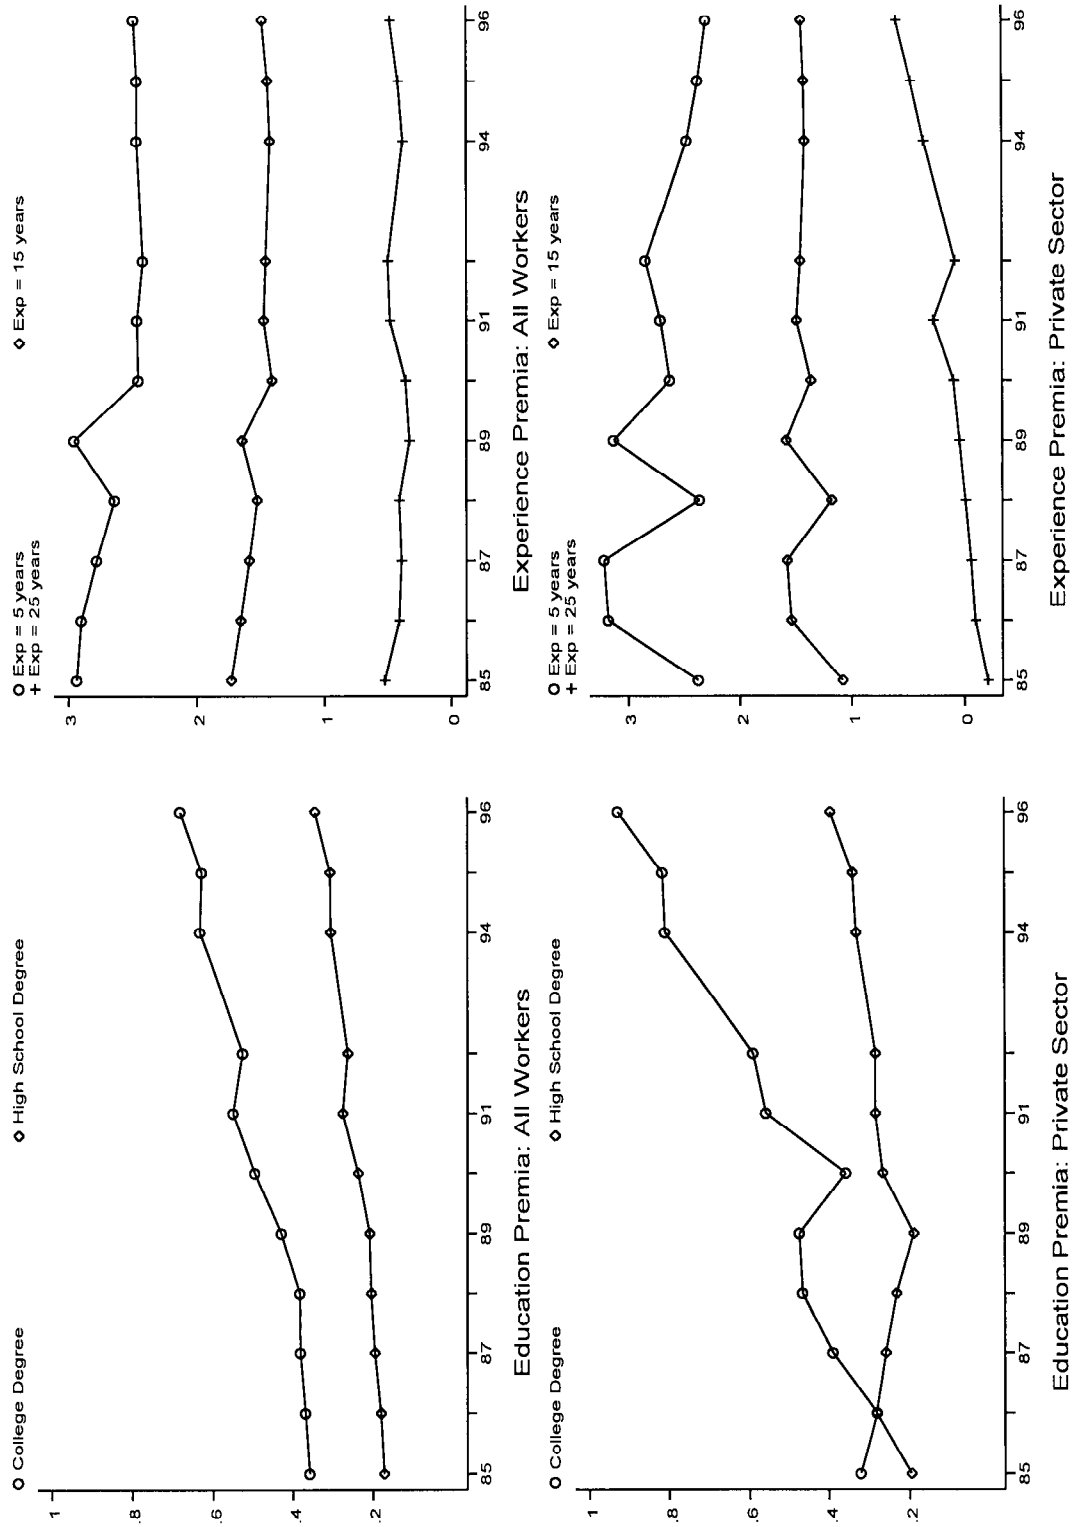 ○ College Degree ◇ High School Degree
1
.8
.6
.4
.2
85 87 89 91 94 96
Education Premia: All Workers
○ Exp = 5 years ◇ Exp = 15 years
+ Exp = 25 years
3
2
1
0
85 87 89 91 94 96
Experience Premia: All Workers
○ College Degree ◇ High School Degree
1
.8
.6
.4
.2
85 87 89 91 94 96
Education Premia: Private Sector
○ Exp = 5 years ◇ Exp = 15 years
+ Exp = 25 years
3
2
1
0
85 87 89 91 94 96
Experience Premia: Private Sector